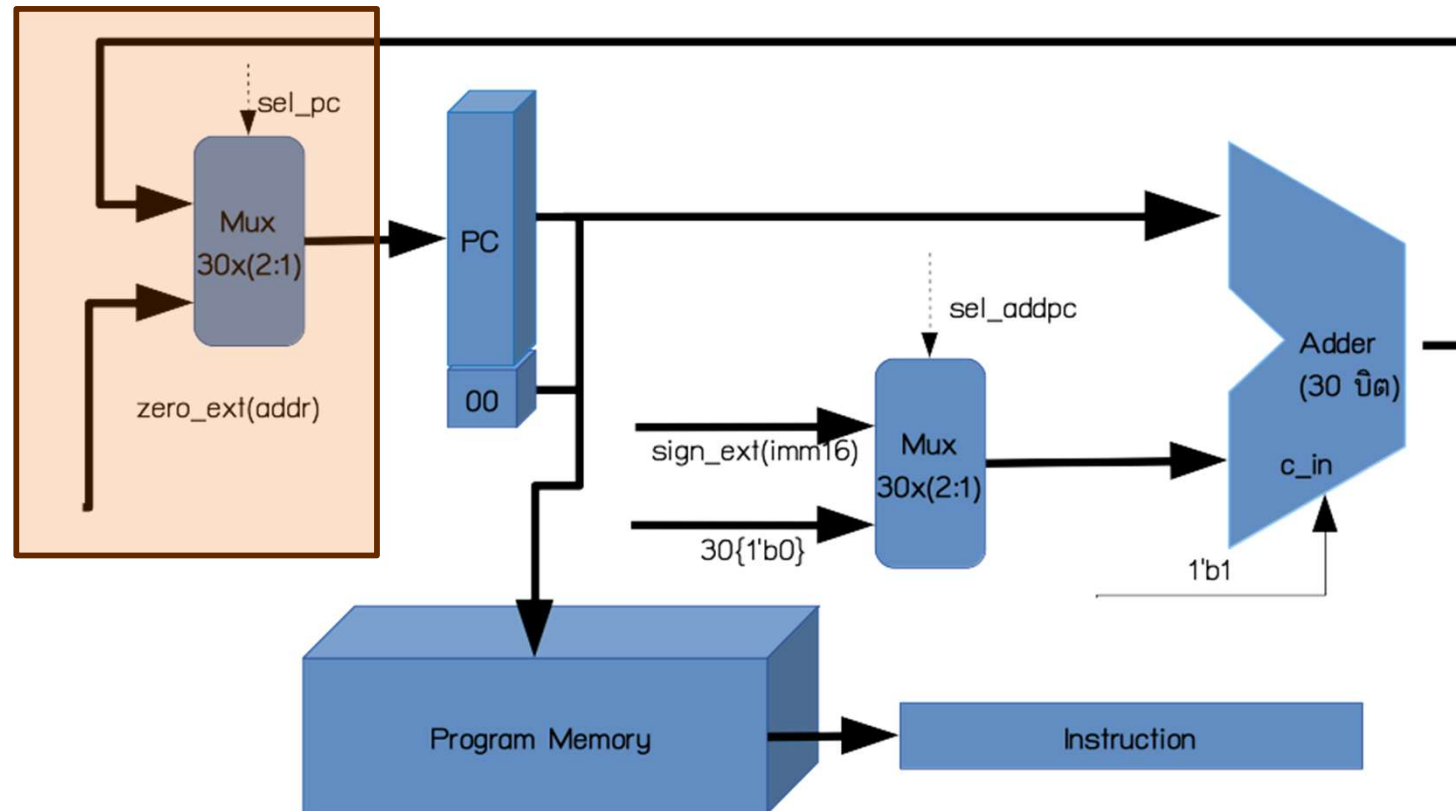 sel_pc
Mux
30x(2:1)
zero_ext(addr)
PC
00
sel_addpc
sign_ext(imm16)
30{1'b0}
Mux
30x(2:1)
Adder
(30 บิต)
c_in
1'b1
Program Memory
Instruction